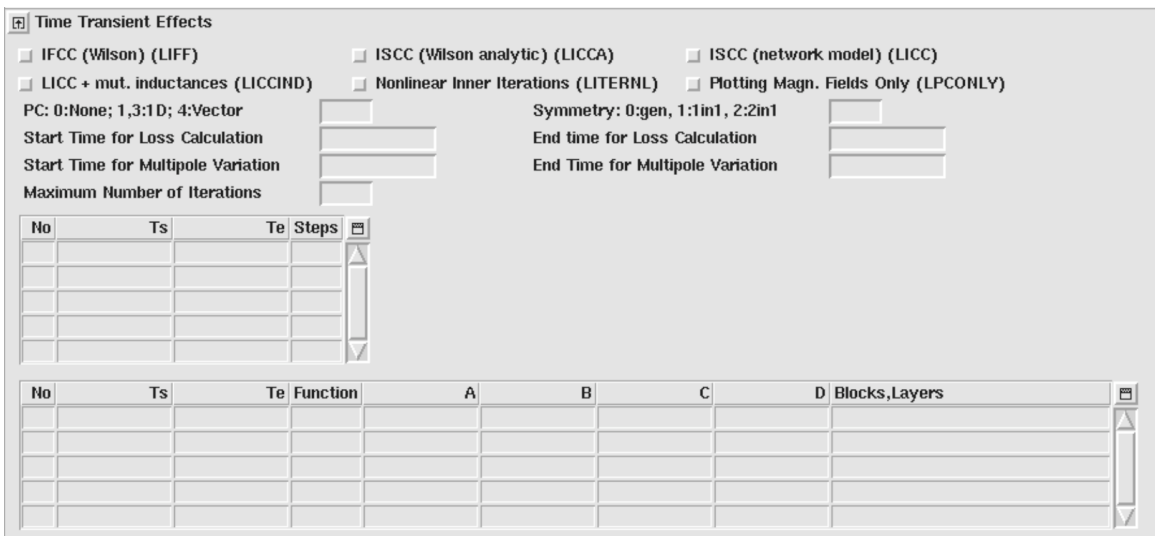 Time Transient Effects
IFCC (Wilson) (LIFF) ISCC (Wilson analytic) (LICCA) ISCC (network model) (LICC)
LICC + mut. inductances (LICCIND) Nonlinear Inner Iterations (LITERNL) Plotting Magn. Fields Only (LPCONLY)
PC: 0:None; 1,3:1D; 4:Vector Symmetry: 0:gen, 1:1in1, 2:2in1
Start Time for Loss Calculation End time for Loss Calculation
Start Time for Multipole Variation End Time for Multipole Variation
Maximum Number of Iterations
No Ts Te Steps
No Ts Te Function A B C D Blocks,Layers